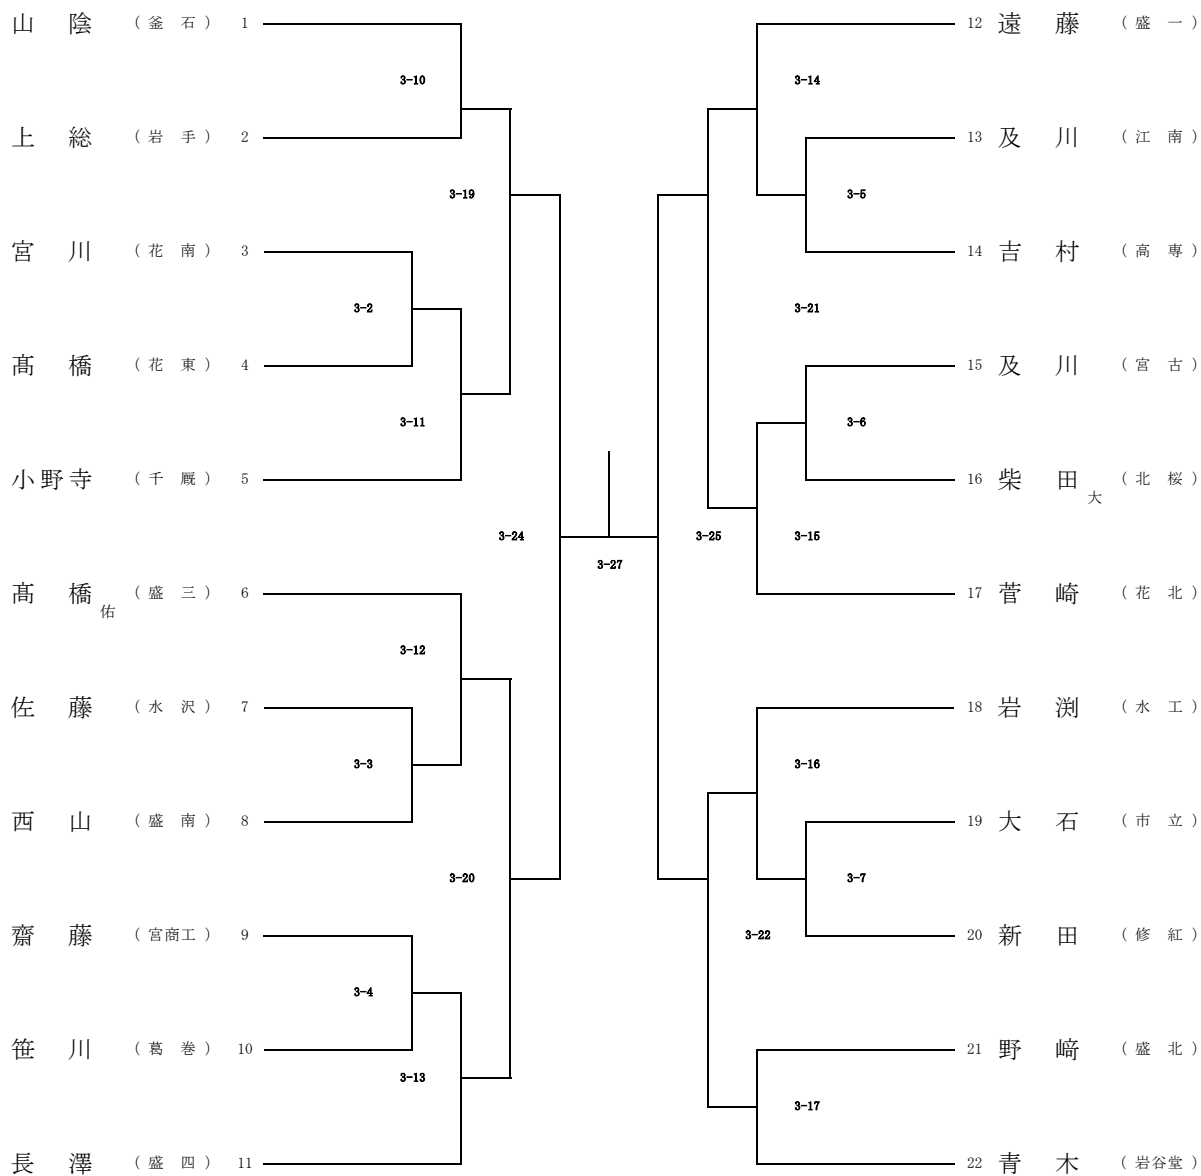 山 陰 （ 釜 石 ） 1
3-10
上 総 （ 岩 手 ） 2
3-19
宮 川 （ 花 南 ） 3
3-2
髙 橋 （ 花 東 ） 4
3-11
小野寺 （ 千 厩 ） 5
3-24
髙 橋 佑 （ 盛 三 ） 6
3-12
佐 藤 （ 水 沢 ） 7
3-3
西 山 （ 盛 南 ） 8
3-20
齋 藤 （ 宮商工 ） 9
3-4
笹 川 （ 葛 巻 ） 10
3-13
長 澤 （ 盛 四 ） 11
3-27
12 遠 藤 （ 盛 一 ）
3-14
13 及 川 （ 江 南 ）
3-5
14 吉 村 （ 高 専 ）
3-21
15 及 川 （ 宮 古 ）
3-6
16 柴 田 大 （ 北 桜 ）
3-25
3-15
17 菅 崎 （ 花 北 ）
18 岩 渕 （ 水 工 ）
3-16
19 大 石 （ 市 立 ）
3-7
20 新 田 （ 修 紅 ）
3-22
21 野 﨑 （ 盛 北 ）
3-17
22 青 木 （ 岩谷堂 ）